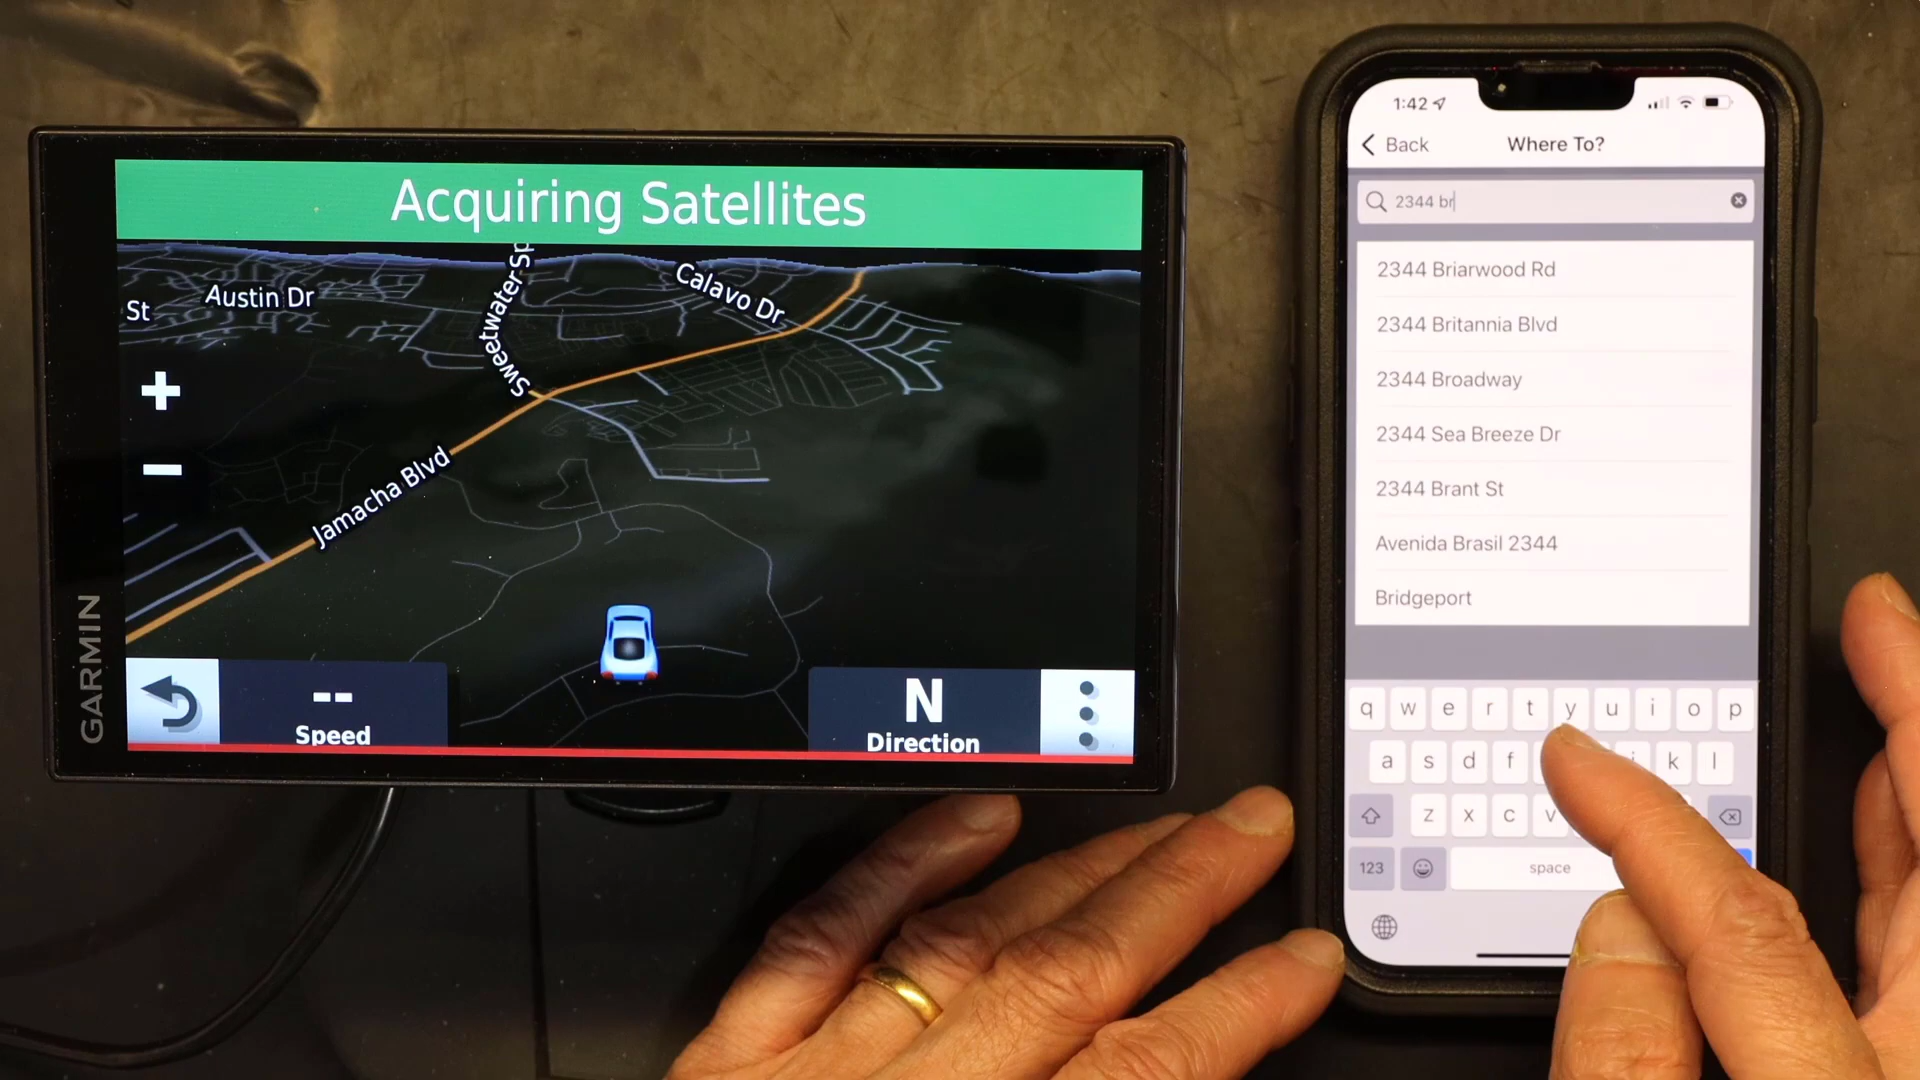 Acquiring Satellites
St
Austin Dr
Sweetwater Sp
Calavo Dr
Jamacha Blvd
+
-
GARMIN
--
Speed
N
Direction
1:42
Back
Where To?
2344 br
2344 Briarwood Rd
2344 Britannia Blvd
2344 Broadway
2344 Sea Breeze Dr
2344 Brant St
Avenida Brasil 2344
Bridgeport
q w e r t y u i o p
a s d f j k l
z x c v
123 space